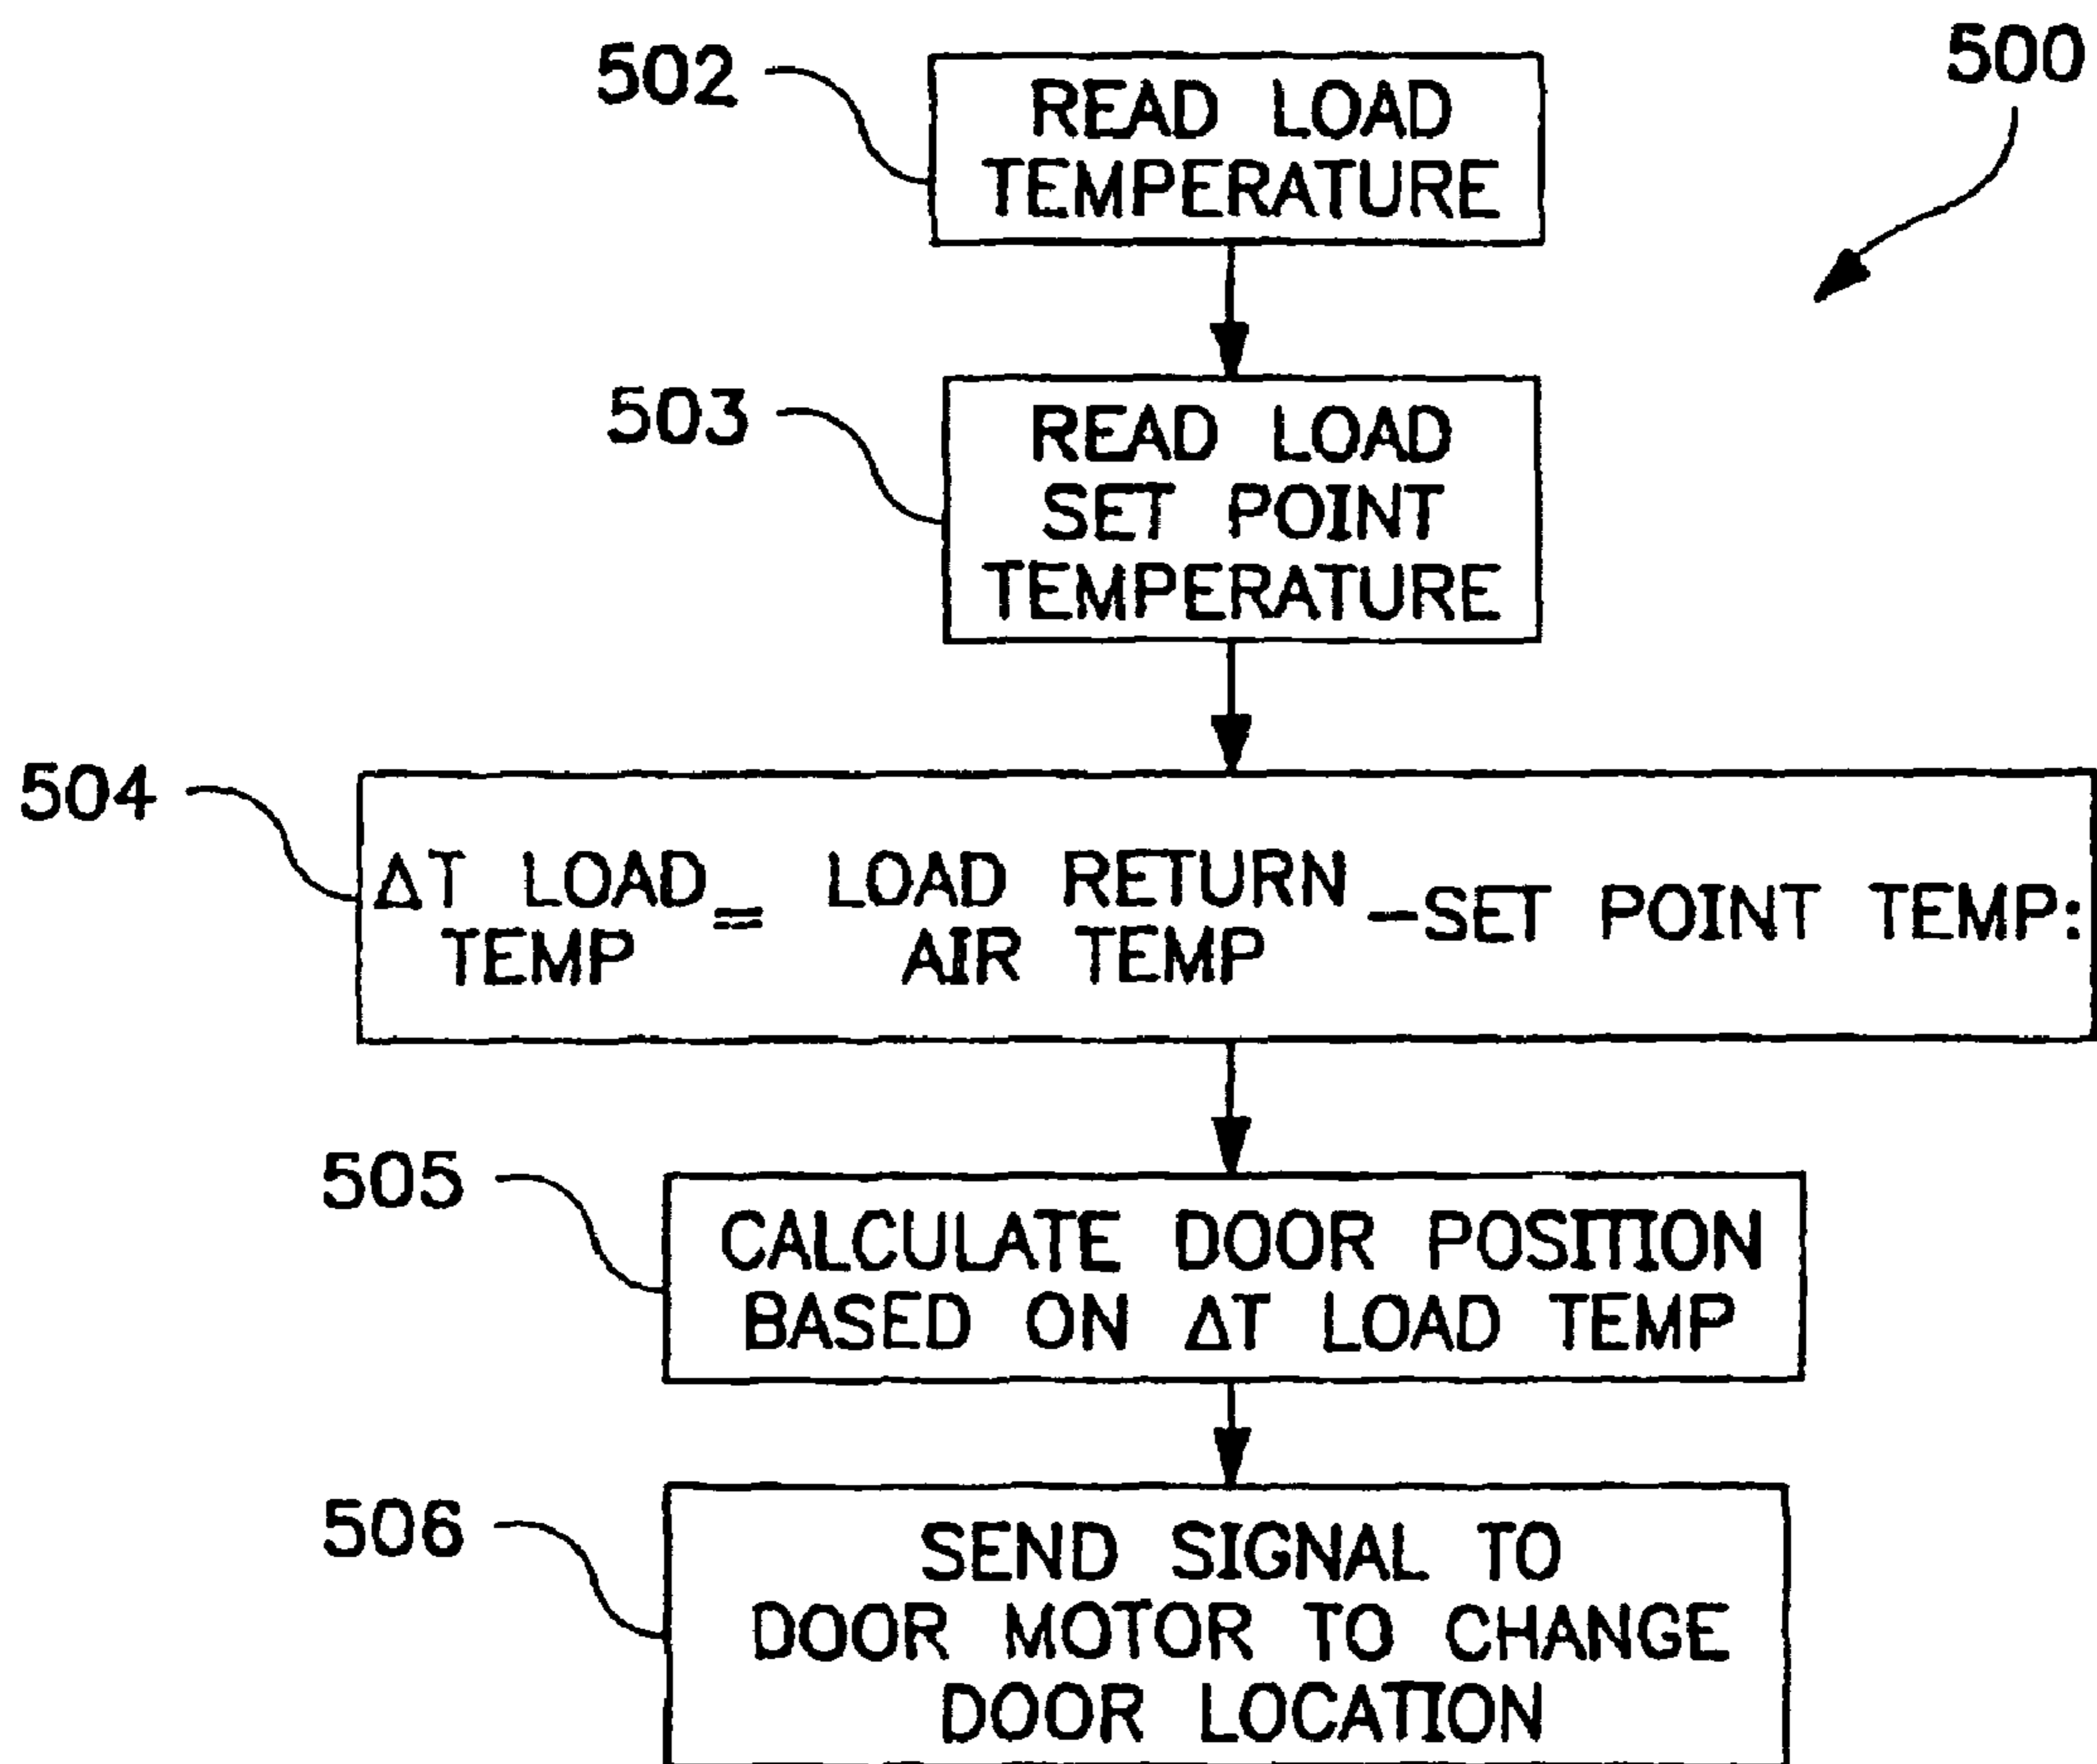 500
502
READ LOAD
TEMPERATURE
503
READ LOAD
SET POINT
TEMPERATURE
504
ΔT LOAD = LOAD RETURN –SET POINT TEMP:
TEMP AIR TEMP
505
CALCULATE DOOR POSITION
BASED ON ΔT LOAD TEMP
506
SEND SIGNAL TO
DOOR MOTOR TO CHANGE
DOOR LOCATION